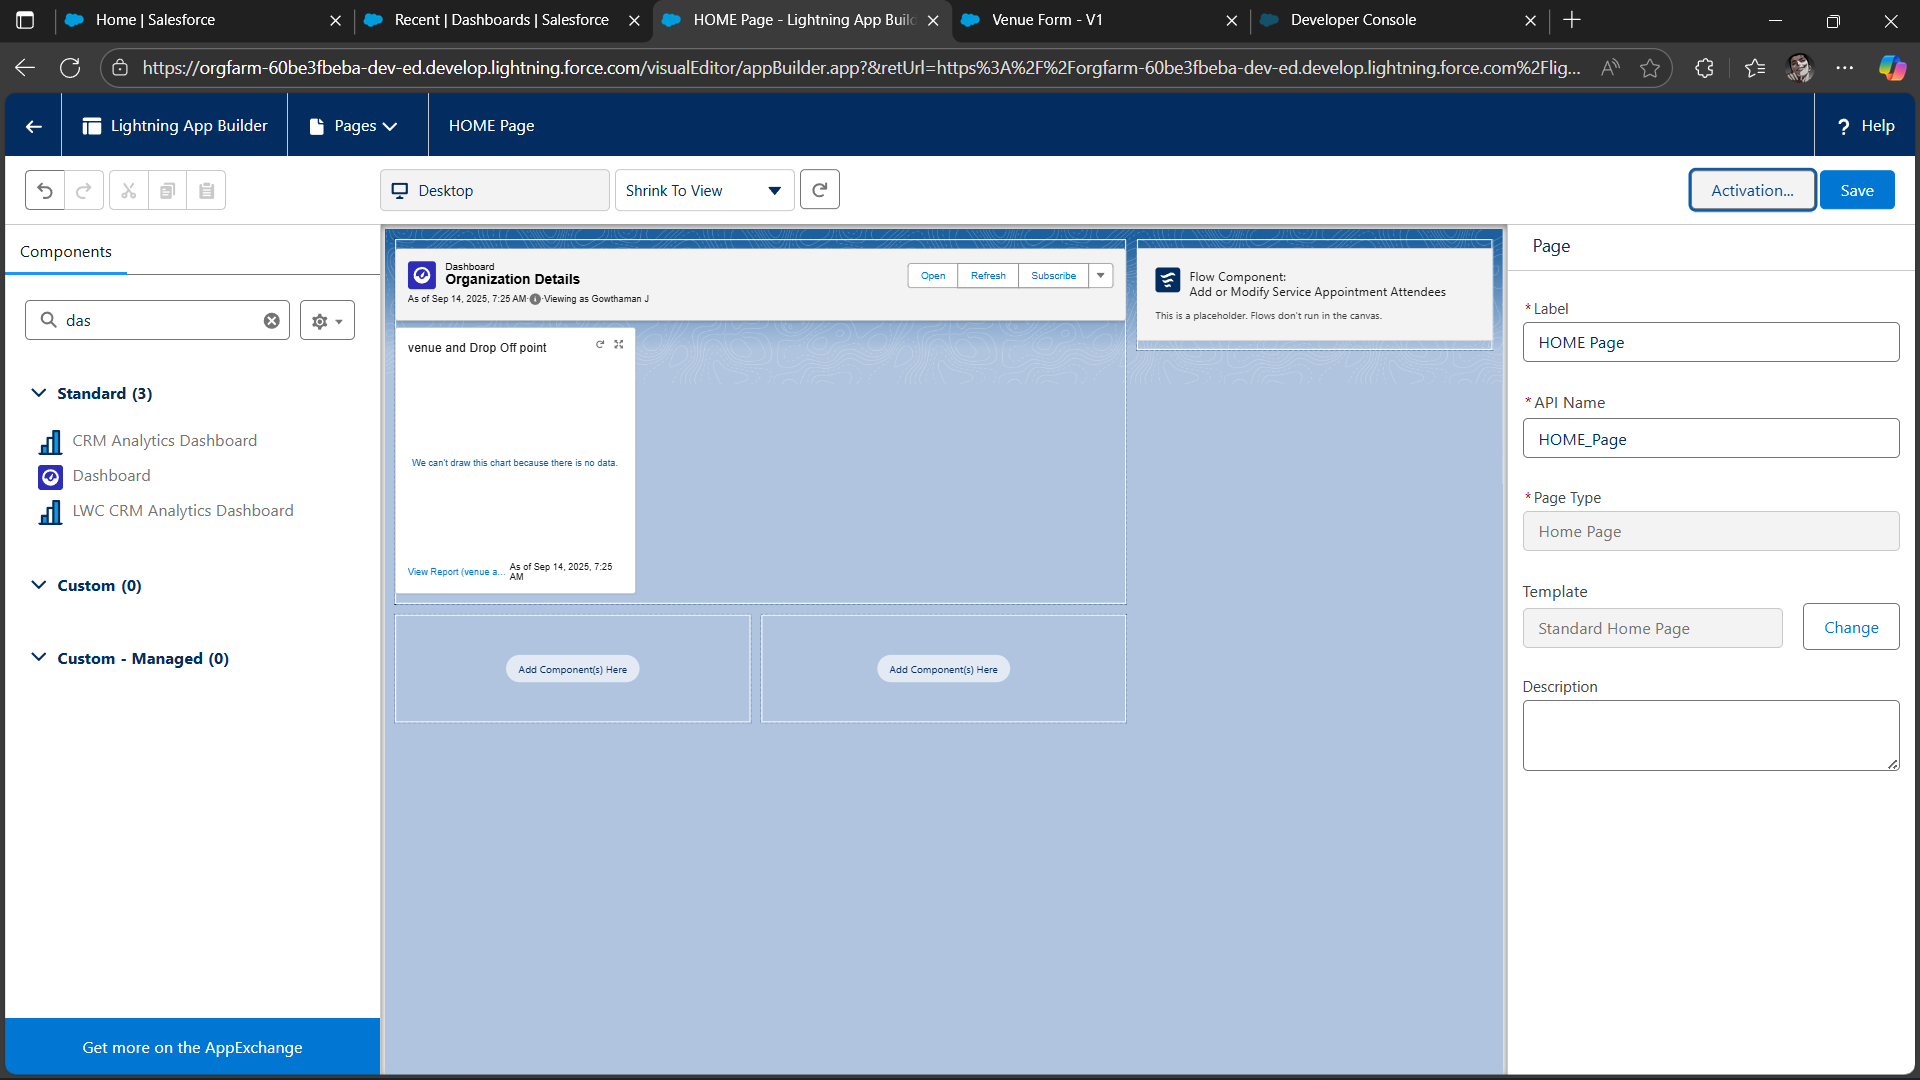 Home | Salesforce
Recent | Dashboards | Salesforce
HOME Page - Lightning App Buil
Venue Form - V1
Developer Console
https://orgfarm-60be3fbeba-dev-ed.develop.lightning.force.com/visualEditor/appBuilder.app?&retUrl=https%3A%2F%2Forgfarm-60be3fbeba-dev-ed.develop.lightning.force.com%2Flig...
Lightning App Builder
Pages
HOME Page
? Help
Desktop
Shrink To View
Activation...
Save
Components
das
Standard (3)
CRM Analytics Dashboard
Dashboard
LWC CRM Analytics Dashboard
Custom (0)
Custom - Managed (0)
Get more on the AppExchange
Dashboard
Organization Details
As of Sep 14, 2025, 7:25 AM·Viewing as Gowthaman J
Open
Refresh
Subscribe
venue and Drop Off point
We can't draw this chart because there is no data.
View Report (venue a...
As of Sep 14, 2025, 7:25
AM
Add Component(s) Here
Add Component(s) Here
Flow Component:
Add or Modify Service Appointment Attendees
This is a placeholder. Flows don't run in the canvas.
Page
*Label
HOME Page
*API Name
HOME_Page
*Page Type
Home Page
Template
Standard Home Page
Change
Description